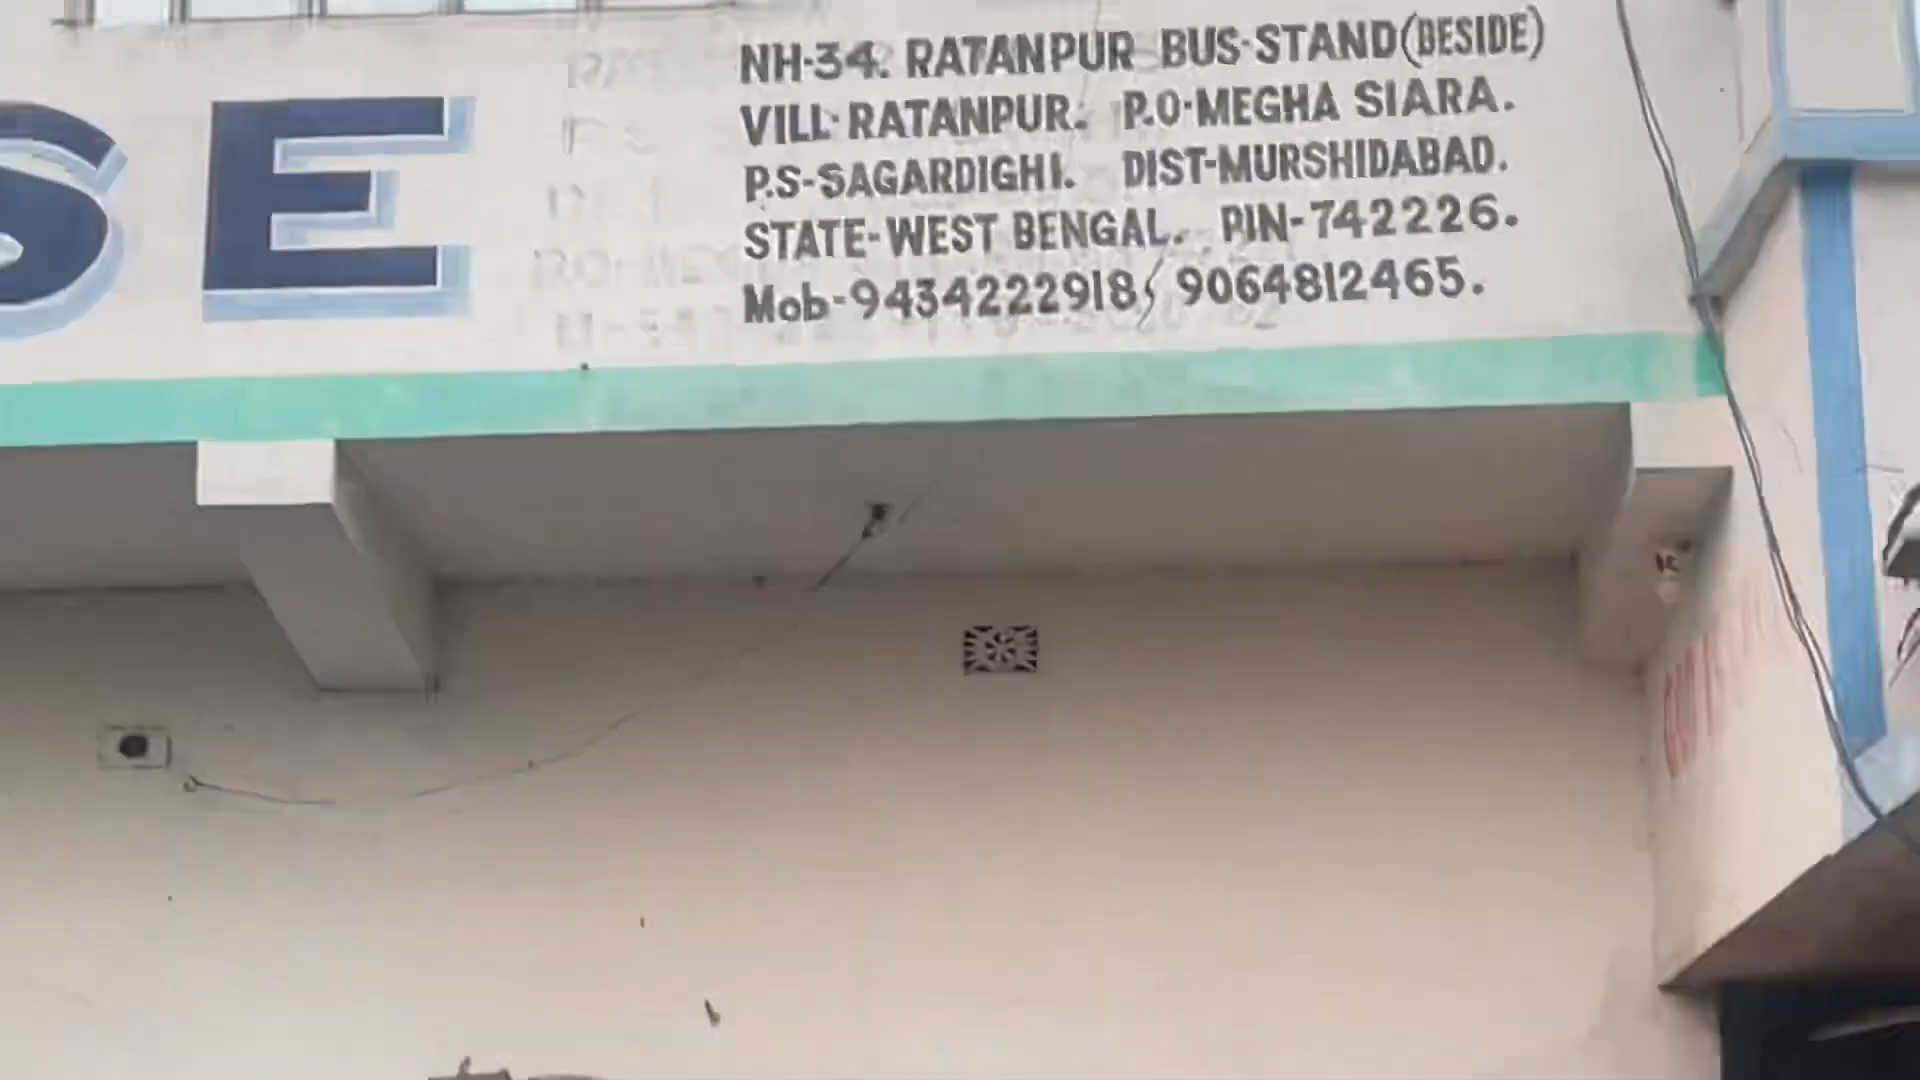 SE
NH-34. RATANPUR BUS-STAND(BESIDE)
VILL-RATANPUR. P.O-MEGHA SIARA.
P.S-SAGARDIGHI. DIST-MURSHIDABAD.
STATE-WEST BENGAL. PIN-742226.
Mob-9434222918/ 9064812465.